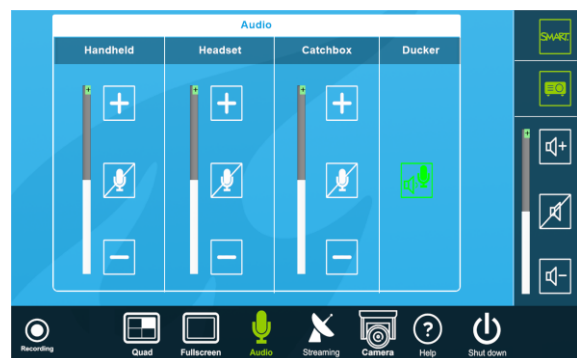 Audio
Handheld Headset Catchbox Ducker
SMART
Recording Quad Fullscreen Audio Streaming Camera Help Shut down